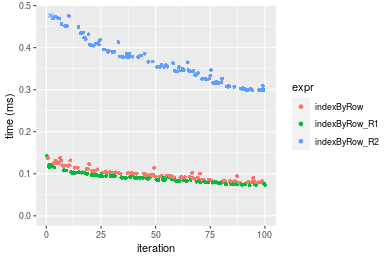 0.5
0.4
0.3
0.2
0.1
0.0
time (ms)
0
25
50
75
100
iteration
expr
indexByRow
indexByRow_R1
indexByRow_R2